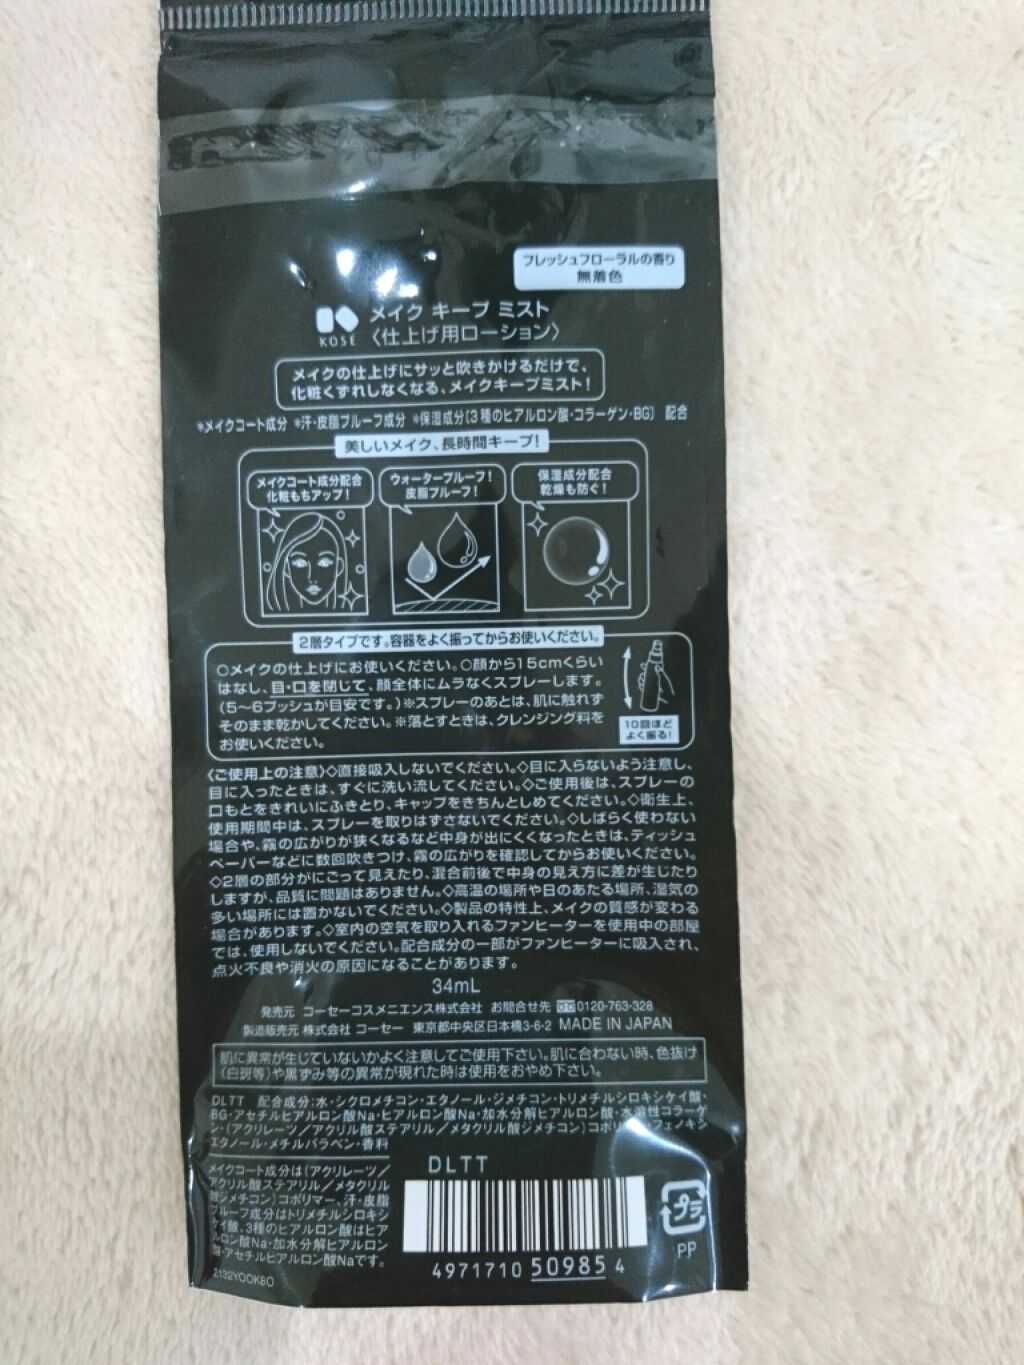 フレッシュフローラルの香り
無着色
KOSÉ
メイク キープ ミスト
〈仕上げ用ローション〉
メイクの仕上げにサッと吹きかけるだけで、
化粧くずれしなくなる、メイクキープミスト!
*メイクコート成分 *汗・皮脂プルーフ成分 *保湿成分〔3種のヒアルロン酸・コラーゲン・BG〕 配合
美しいメイク、長時間キープ!
メイクコート成分配合
化粧もちアップ!
ウォータープルーフ!
皮脂プルーフ!
保湿成分配合
乾燥も防ぐ!
2層タイプです。容器をよく振ってからお使いください。
○メイクの仕上げにお使いください。○顔から15cmくらい
はなし、目・口を閉じて、顔全体にムラなくスプレーします。
(5〜6プッシュが目安です。)※スプレーのあとは、肌に触れず
そのまま乾かしてください。※落とすときは、クレンジング料を
お使いください。
10回ほど
よく振る!
〈ご使用上の注意〉◇直接吸入しないでください。◇目に入らないよう注意し、
目に入ったときは、すぐに洗い流してください。◇ご使用後は、スプレーの
口もとをきれいにふきとり、キャップをきちんとしめてください。◇衛生上、
使用期間中は、スプレーを取りはずさないでください。◇しばらく使わない
場合や、霧の広がりが狭くなるなど中身が出にくくなったときは、ティッシュ
ペーパーなどに数回吹きつけ、霧の広がりを確認してからお使いください。
◇2層の部分がにごって見えたり、混合前後で中身の見え方に差が生じたり
しますが、品質に問題はありません。◇高温の場所や日のあたる場所、湿気の
多い場所には置かないでください。◇製品の特性上、メイクの質感が変わる
場合があります。◇室内の空気を取り入れるファンヒーターを使用中の部屋
では、使用しないでください。配合成分の一部がファンヒーターに吸入され、
点火不良や消火の原因になることがあります。
34mL
発売元 コーセーコスメニエンス株式会社 お問合せ先 0120-763-328
製造販売元 株式会社 コーセー 東京都中央区日本橋3-6-2 MADE IN JAPAN
肌に異常が生じていないかよく注意してご使用下さい。肌に合わない時、色抜け
(白斑等)や黒ずみ等の異常が現れた時は使用をおやめ下さい。
DLTT 配合成分:水・シクロメチコン・エタノール・ジメチコン・トリメチルシロキシケイ酸・
BG・アセチルヒアルロン酸Na・ヒアルロン酸Na・加水分解ヒアルロン酸・水溶性コラーゲ
ン・(アクリレーツ/アクリル酸ステアリル/メタクリル酸ジメチコン)コポリ フェノキシ
エタノール・メチルパラベン・香料
メイクコート成分は(アクリレーツ/
アクリル酸ステアリル/メタクリル
酸ジメチコン)コポリマー、汗・皮脂
プルーフ成分はトリメチルシロキシ
ケイ酸、3種のヒアルロン酸はヒア
ルロン酸Na・加水分解ヒアルロン
酸・アセチルヒアルロン酸Naです。
2132YOOKBO
DLTT
4971710 509854
プラ
PP